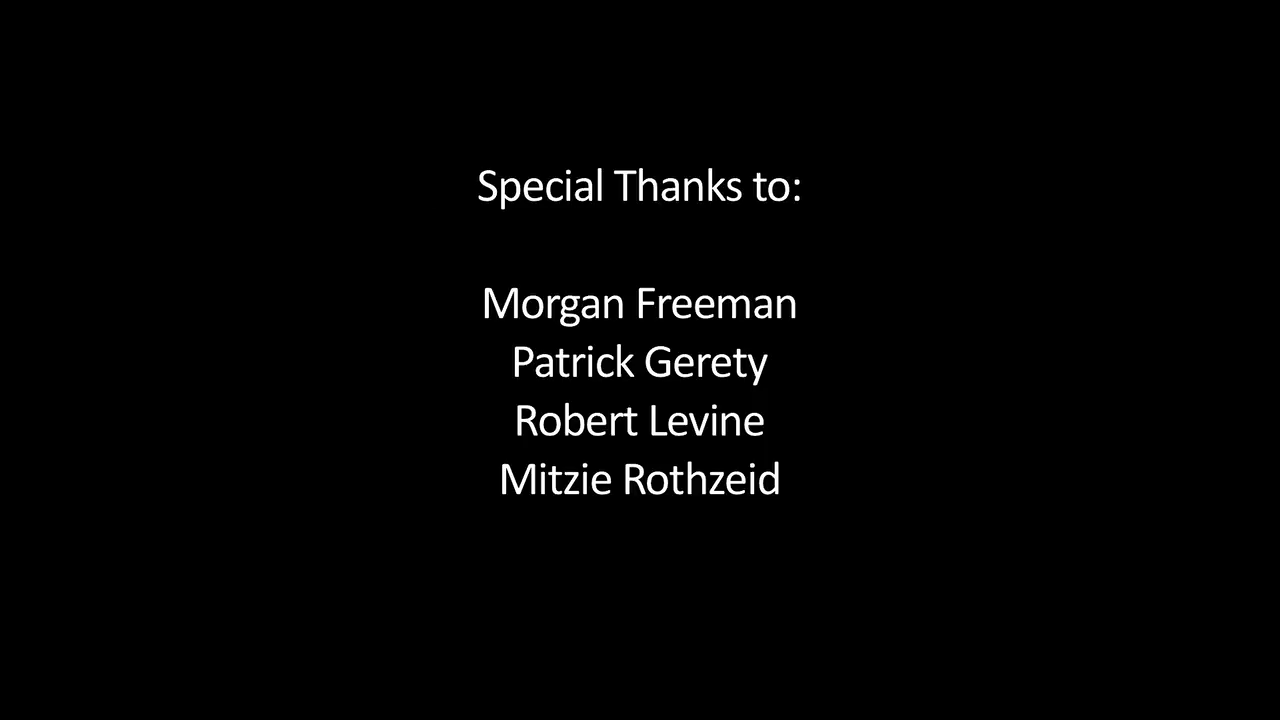 Special Thanks to:
Morgan Freeman
Patrick Gerety
Robert Levine
Mitzie Rothzeid